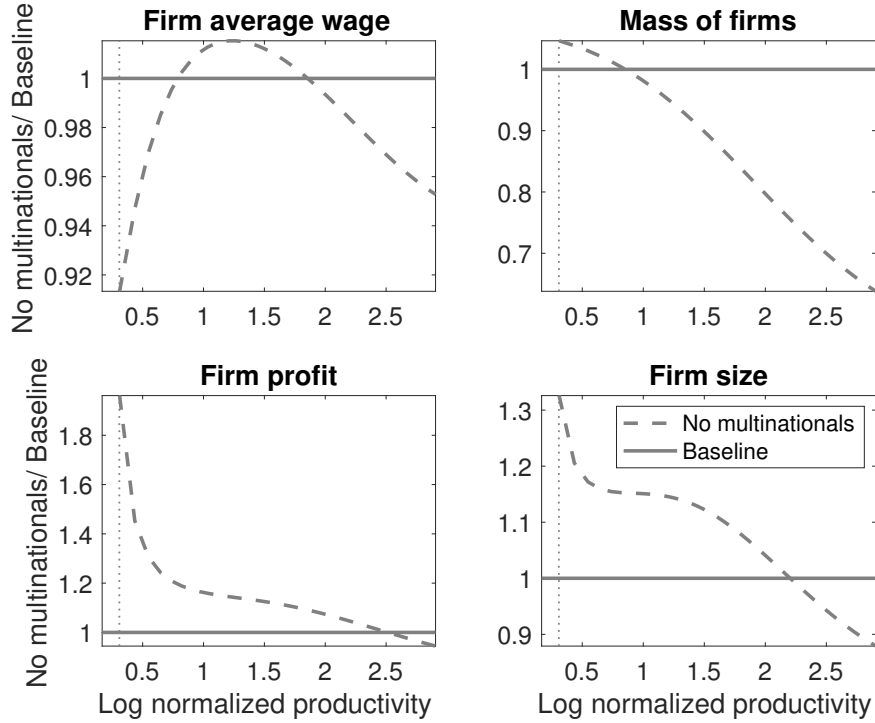 Firm average wage
No multinationals/ Baseline
1
0.98
0.96
0.94
0.92
0.5 1 1.5 2 2.5
Mass of firms
1
0.9
0.8
0.7
0.5 1 1.5 2 2.5
Firm profit
No multinationals/ Baseline
1.8
1.6
1.4
1.2
1
0.5 1 1.5 2 2.5
Log normalized productivity
Firm size
No multinationals
Baseline
1.3
1.2
1.1
1
0.9
0.5 1 1.5 2 2.5
Log normalized productivity